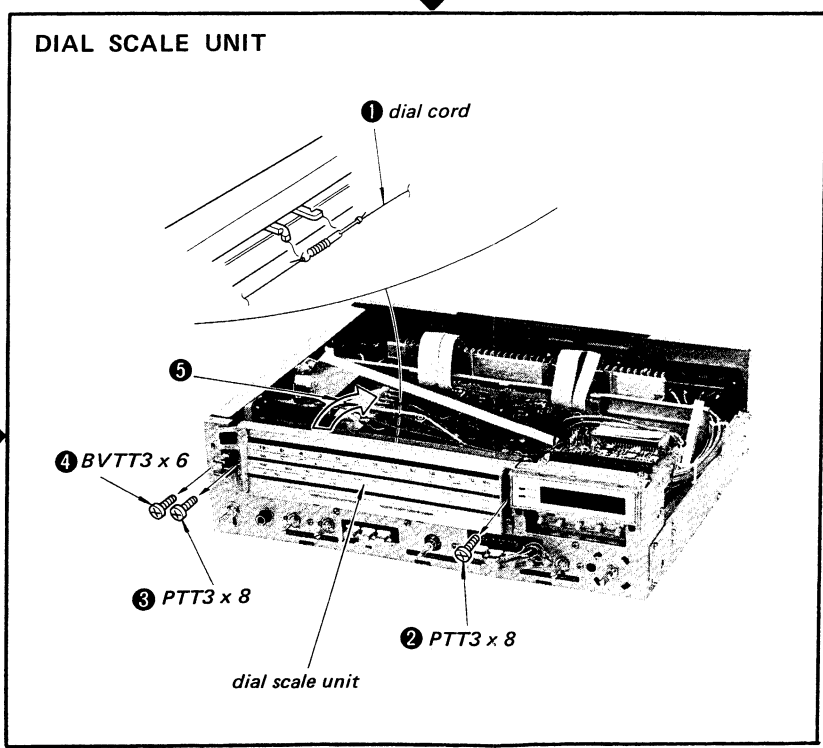 DIAL SCALE UNIT
❶ dial cord
❺
❹ BVTT3 x 6
❸ PTT3 x 8
❷ PTT3 x 8
dial scale unit